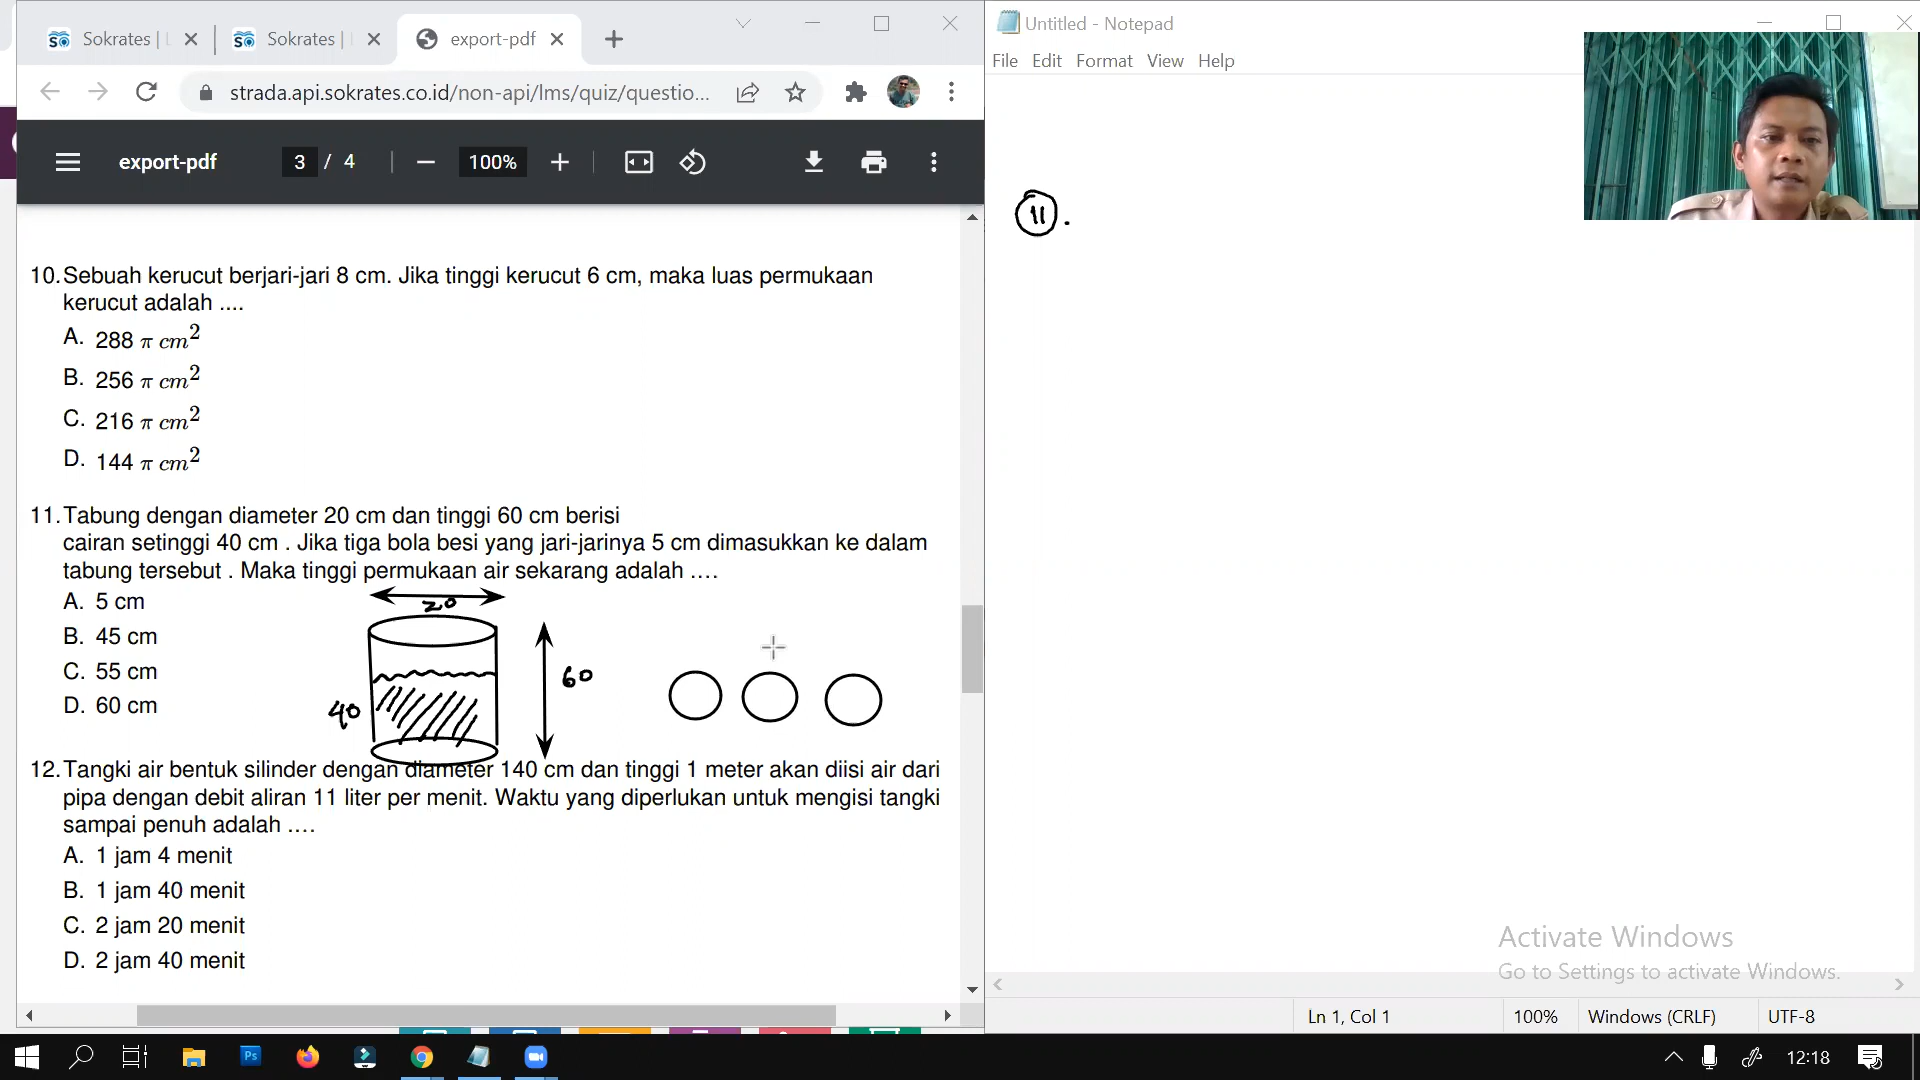 Sokrates | L
Sokrates | I
export-pdf
Untitled - Notepad
File Edit Format View Help
strada.api.sokrates.co.id/non-api/lms/quiz/questio...
export-pdf
3 / 4
100%
11.
10. Sebuah kerucut berjari-jari 8 cm. Jika tinggi kerucut 6 cm, maka luas permukaan
kerucut adalah ....
A. 288 π cm²
B. 256 π cm²
C. 216 π cm²
D. 144 π cm²
11. Tabung dengan diameter 20 cm dan tinggi 60 cm berisi
cairan setinggi 40 cm . Jika tiga bola besi yang jari-jarinya 5 cm dimasukkan ke dalam
tabung tersebut . Maka tinggi permukaan air sekarang adalah ....
A. 5 cm
B. 45 cm
C. 55 cm
D. 60 cm
20
60
40
12. Tangki air bentuk silinder dengan diameter 140 cm dan tinggi 1 meter akan diisi air dari
pipa dengan debit aliran 11 liter per menit. Waktu yang diperlukan untuk mengisi tangki
sampai penuh adalah ....
A. 1 jam 4 menit
B. 1 jam 40 menit
C. 2 jam 20 menit
D. 2 jam 40 menit
Activate Windows
Go to Settings to activate Windows.
Ln 1, Col 1
100%
Windows (CRLF)
UTF-8
Ps
12:18